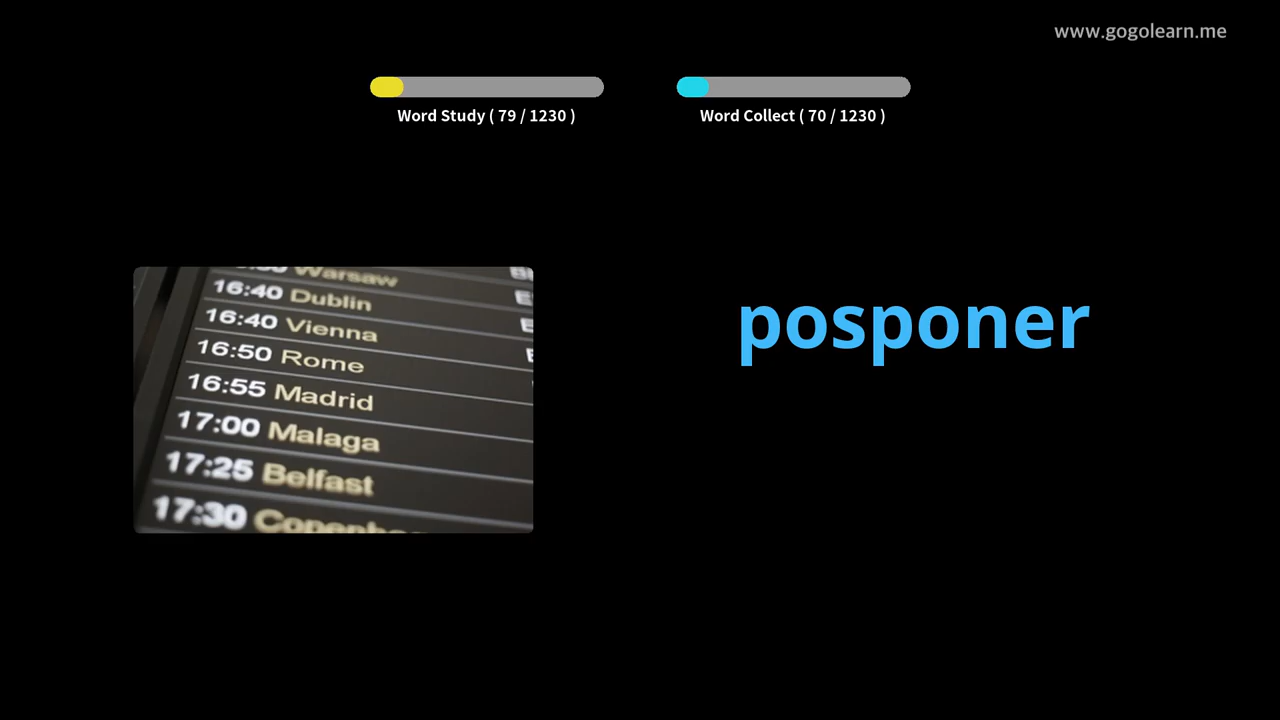 www.gogolearn.me
Word Study ( 79 / 1230 )
Word Collect ( 70 / 1230 )
Warsaw
16:40 Dublin
16:40 Vienna
16:50 Rome
16:55 Madrid
17:00 Malaga
17:25 Belfast
17:30
posponer